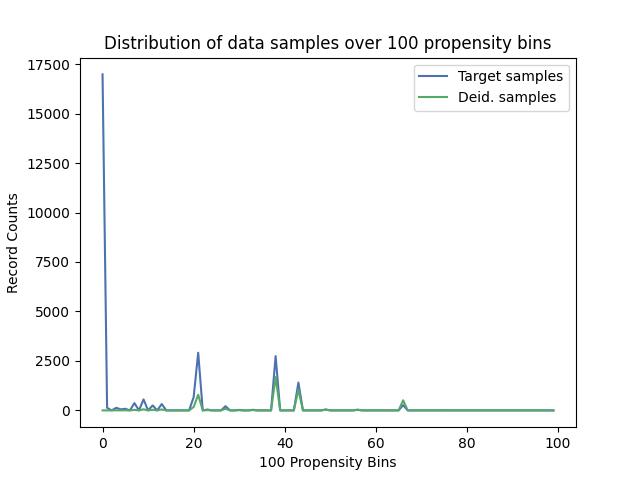 Distribution of data samples over 100 propensity bins
Target samples
Deid. samples
17500
15000
12500
10000
7500
5000
2500
0
Record Counts
0 20 40 60 80 100
100 Propensity Bins